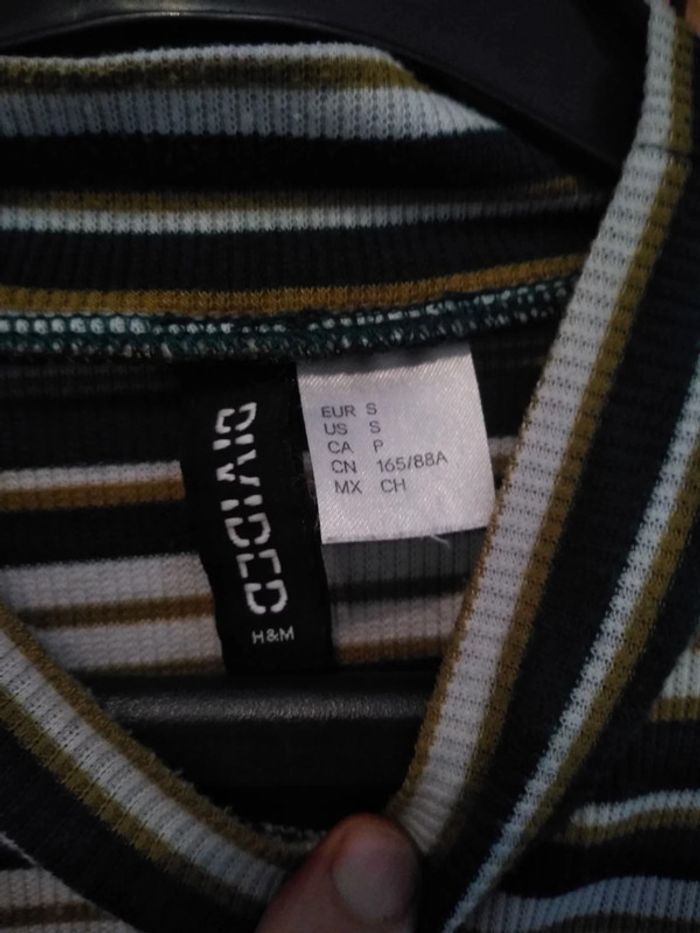 DIVIDED
H&M
EUR S
US S
CA P
CN 165/88A
MX CH